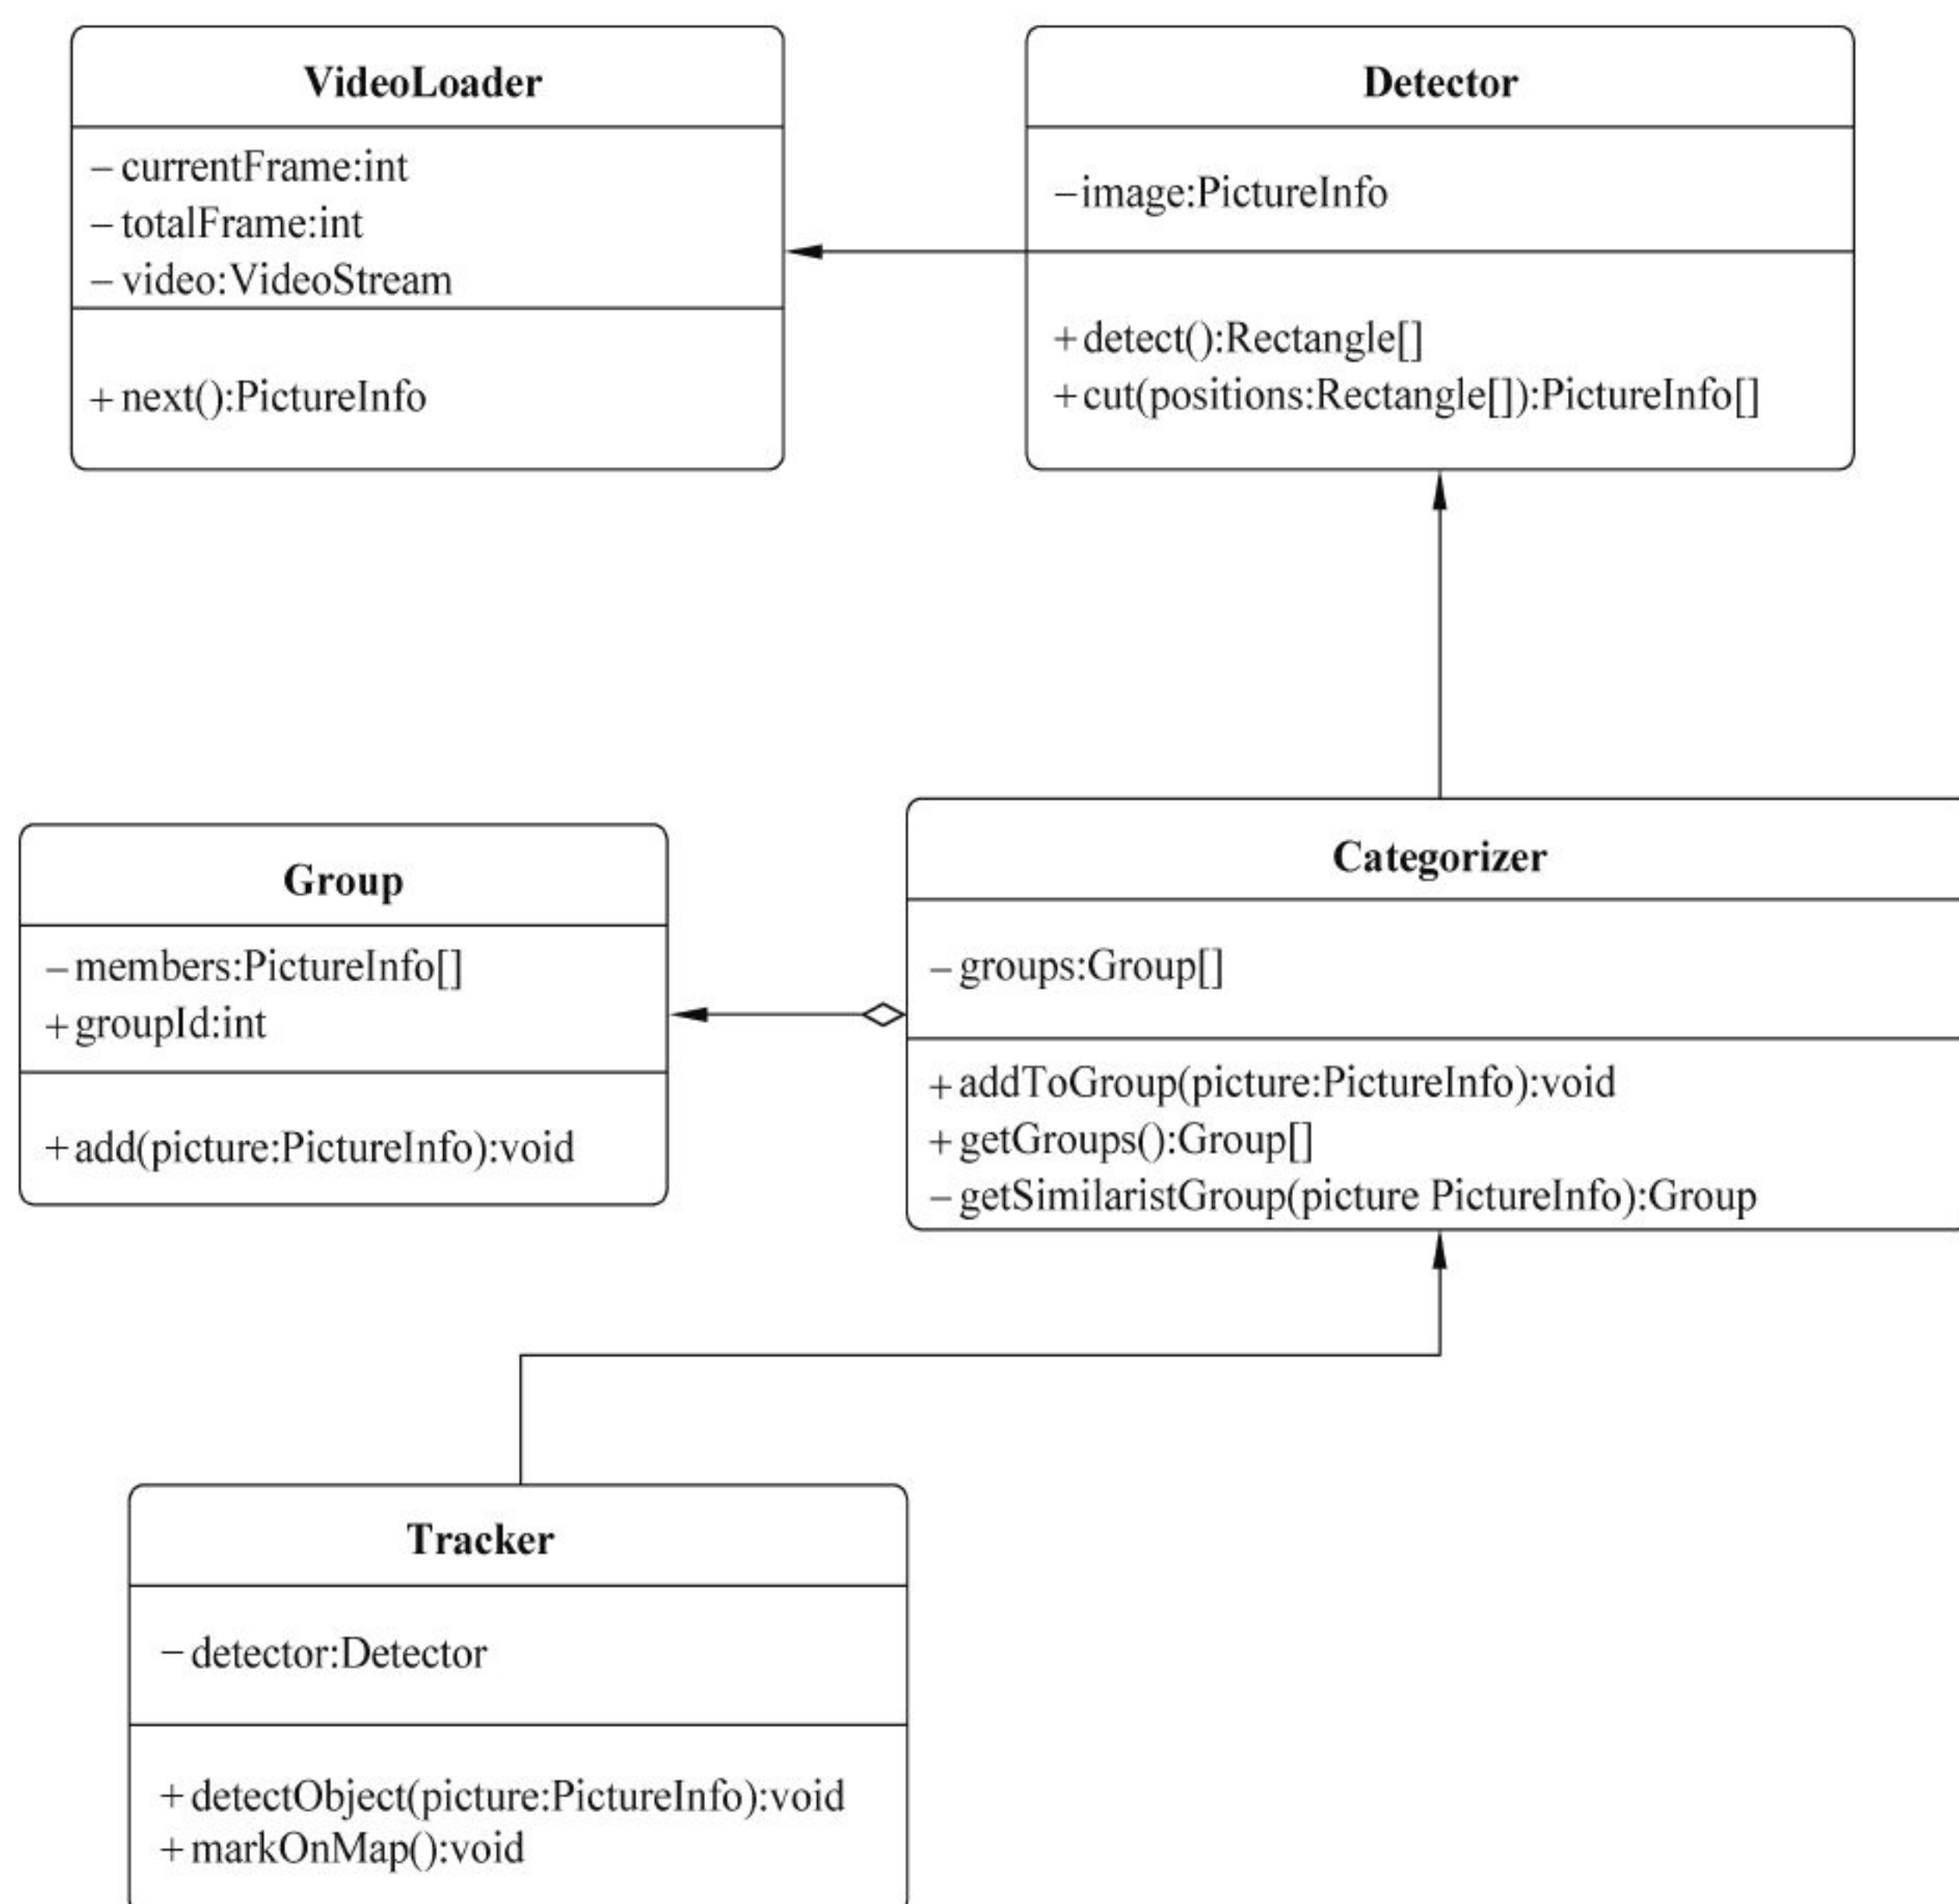 VideoLoader
– currentFrame:int
– totalFrame:int
– video:VideoStream
+ next():PictureInfo
Detector
–image:PictureInfo
+detect():Rectangle[]
+cut(positions:Rectangle[]):PictureInfo[]
Group
– members:PictureInfo[]
+groupId:int
+add(picture:PictureInfo):void
Categorizer
– groups:Group[]
+addToGroup(picture:PictureInfo):void
+getGroups():Group[]
– getSimilaristGroup(picture PictureInfo):Group
Tracker
– detector:Detector
+detectObject(picture:PictureInfo):void
+markOnMap():void